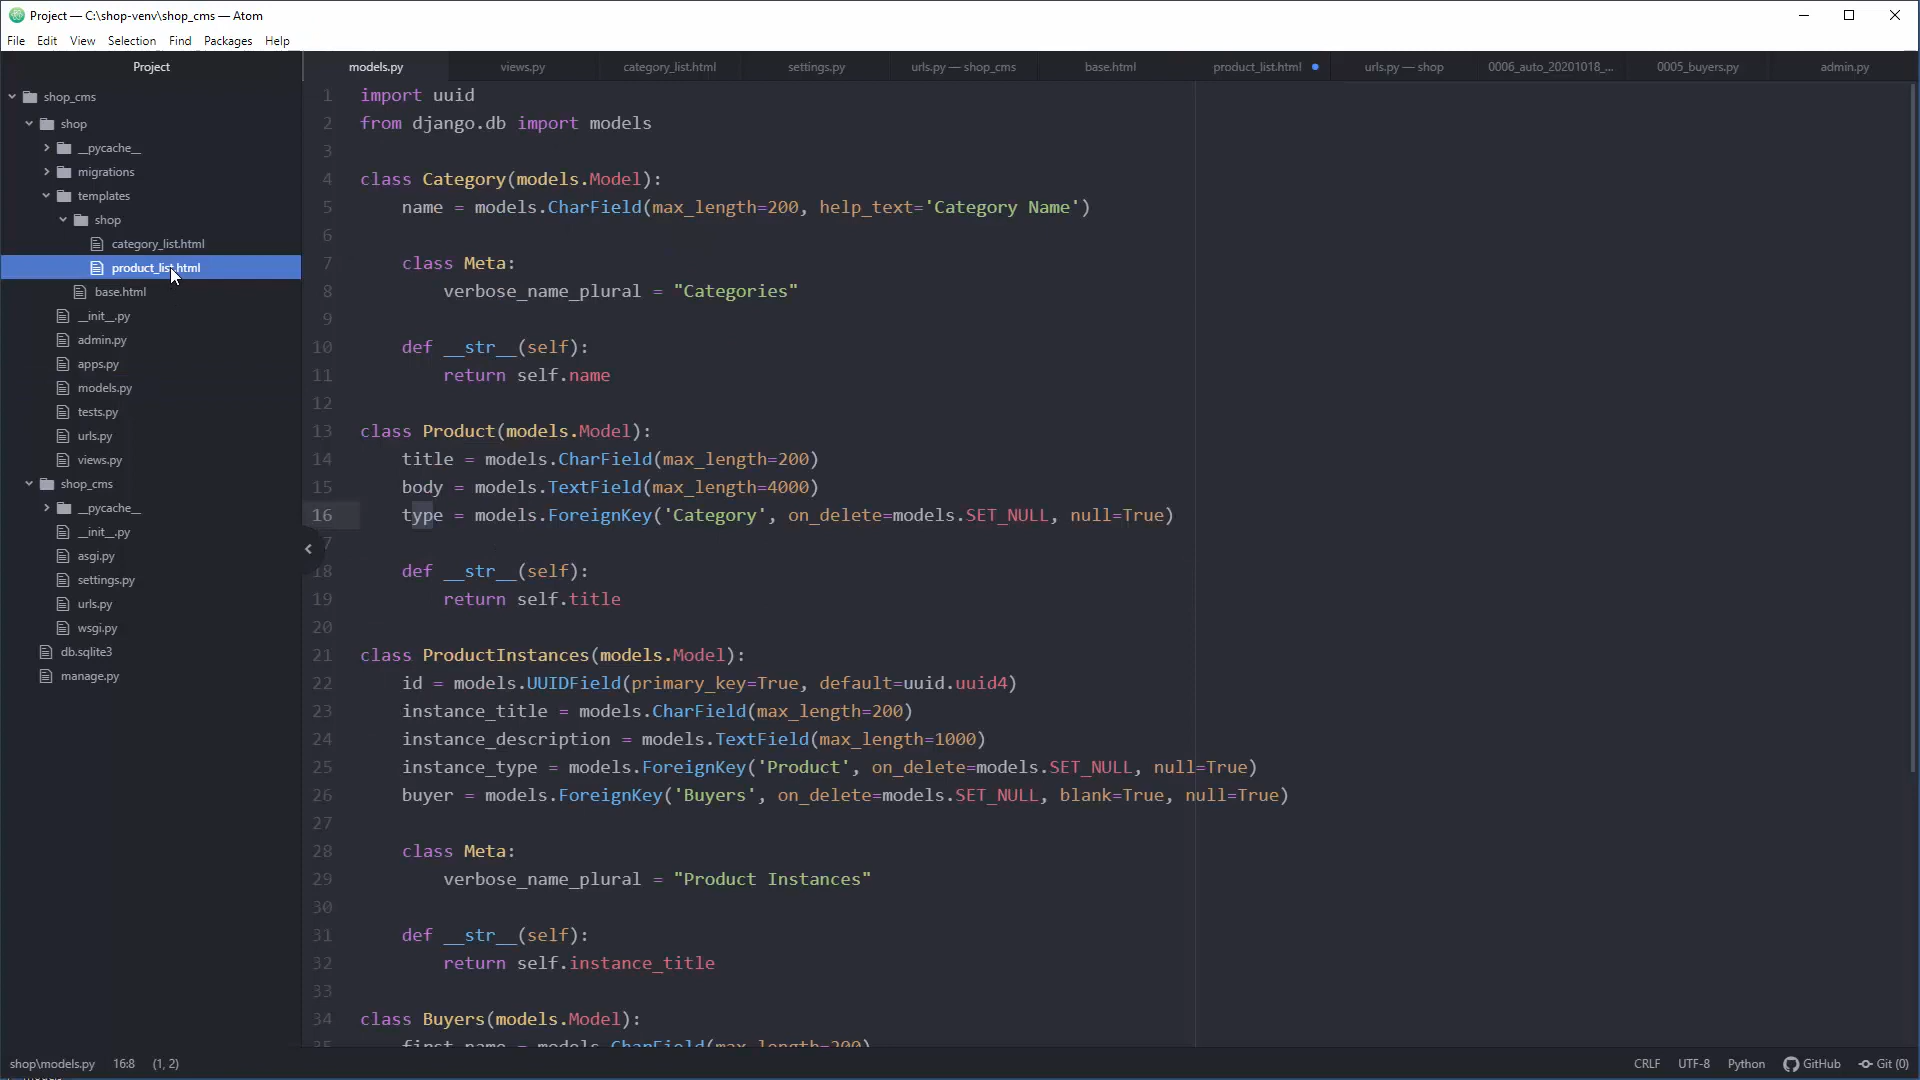 Project — C:\shop-venv\shop_cms — Atom
File Edit View Selection Find Packages Help
Project
models.py views.py category_list.html settings.py urls.py — shop_cms base.html product_list.html urls.py — shop 0006_auto_20201018_... 0005_buyers.py admin.py
shop_cms
shop
__pycache__
migrations
templates
shop
category_list.html
product_list.html
base.html
__init__.py
admin.py
apps.py
models.py
tests.py
urls.py
views.py
shop_cms
__pycache__
__init__.py
asgi.py
settings.py
urls.py
wsgi.py
db.sqlite3
manage.py
1 import uuid
2 from django.db import models
3
4 class Category(models.Model):
5 name = models.CharField(max_length=200, help_text='Category Name')
6
7 class Meta:
8 verbose_name_plural = "Categories"
9
10 def __str__(self):
11 return self.name
12
13 class Product(models.Model):
14 title = models.CharField(max_length=200)
15 body = models.TextField(max_length=4000)
16 type = models.ForeignKey('Category', on_delete=models.SET_NULL, null=True)
7
18 def __str__(self):
19 return self.title
20
21 class ProductInstances(models.Model):
22 id = models.UUIDField(primary_key=True, default=uuid.uuid4)
23 instance_title = models.CharField(max_length=200)
24 instance_description = models.TextField(max_length=1000)
25 instance_type = models.ForeignKey('Product', on_delete=models.SET_NULL, null=True)
26 buyer = models.ForeignKey('Buyers', on_delete=models.SET_NULL, blank=True, null=True)
27
28 class Meta:
29 verbose_name_plural = "Product Instances"
30
31 def __str__(self):
32 return self.instance_title
33
34 class Buyers(models.Model):
35 first_name = models.CharField(max_length=200)
shop\models.py 16:8 (1, 2) CRLF UTF-8 Python GitHub Git (0)